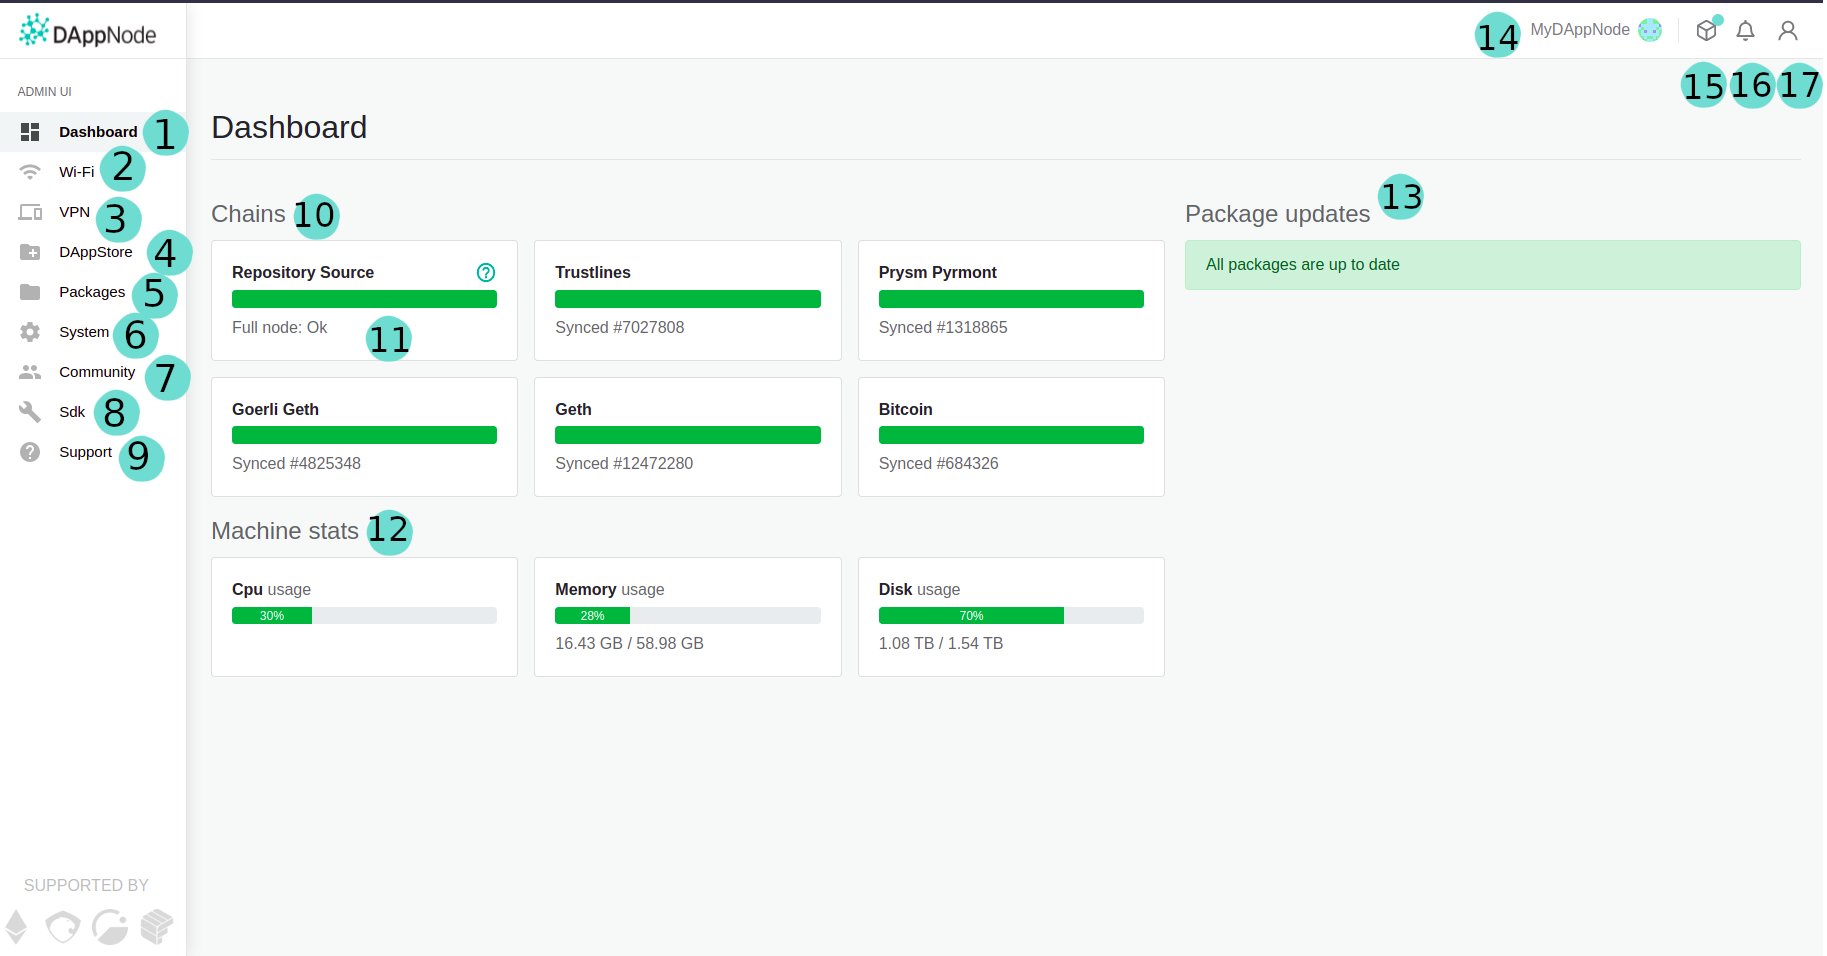 DAppNode
14 MyDAppNode
15 16 17
ADMIN UI
Dashboard 1
Wi-Fi 2
VPN 3
DAppStore 4
Packages 5
System 6
Community 7
Sdk 8
Support 9
SUPPORTED BY
Dashboard
Chains 10
Repository Source ?
Full node: Ok 11
Trustlines
Synced #7027808
Prysm Pyrmont
Synced #1318865
Goerli Geth
Synced #4825348
Geth
Synced #12472280
Bitcoin
Synced #684326
Machine stats 12
Cpu usage
30%
Memory usage
28%
16.43 GB / 58.98 GB
Disk usage
70%
1.08 TB / 1.54 TB
Package updates 13
All packages are up to date